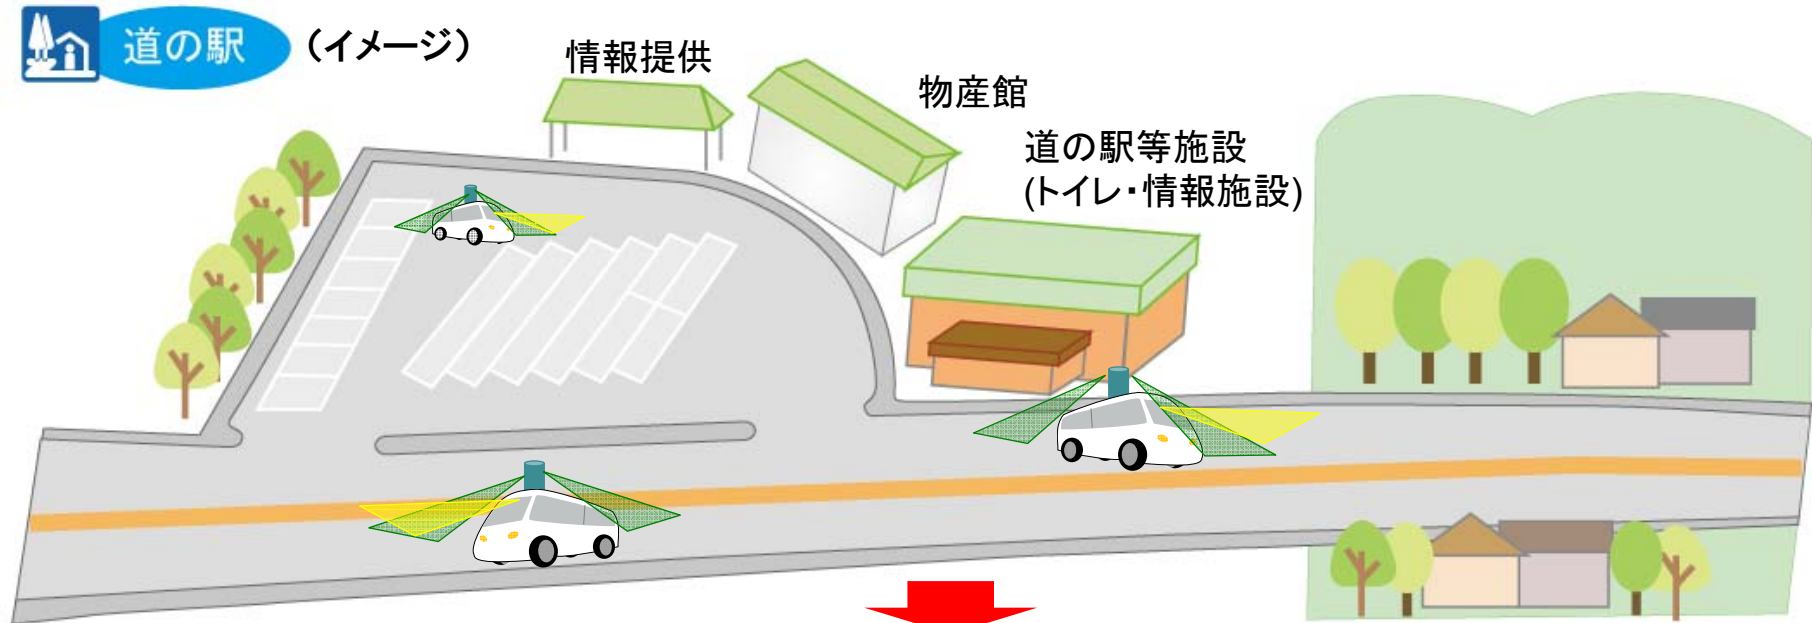 道の駅 (イメージ)
情報提供
物産館
道の駅等施設
(トイレ・情報施設)